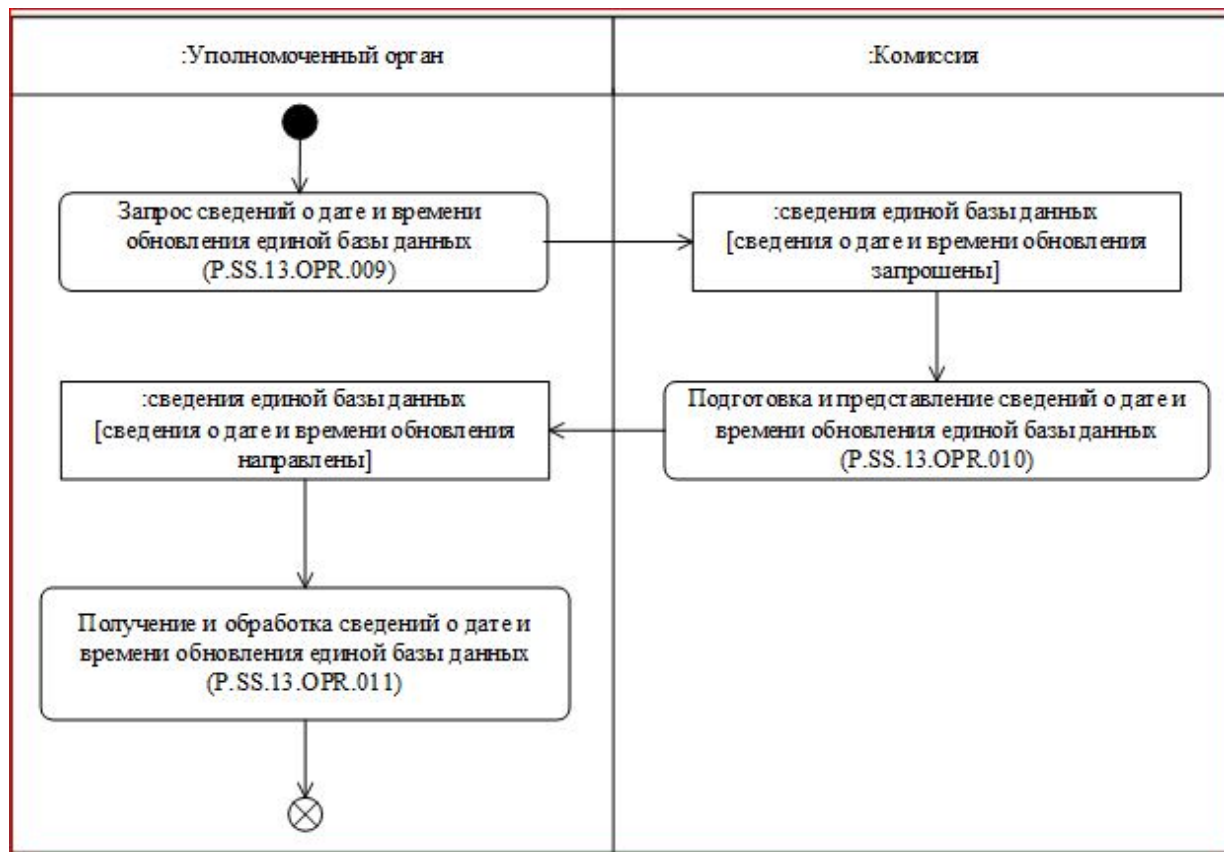 :Уполномоченный орган
:Комиссия
Запрос сведений о дате и времени
обновления единой базы данных
(P.SS.13.OPR.009)
:сведения единой базы данных
[сведения о дате и времени обновления
запрошены]
:сведения единой базы данных
[сведения о дате и времени обновления
направлены]
Подготовка и представление сведений о дате и
времени обновления единой базы данных
(P.SS.13.OPR.010)
Получение и обработка сведений о дате и
времени обновления единой базы данных
(P.SS.13.OPR.011)